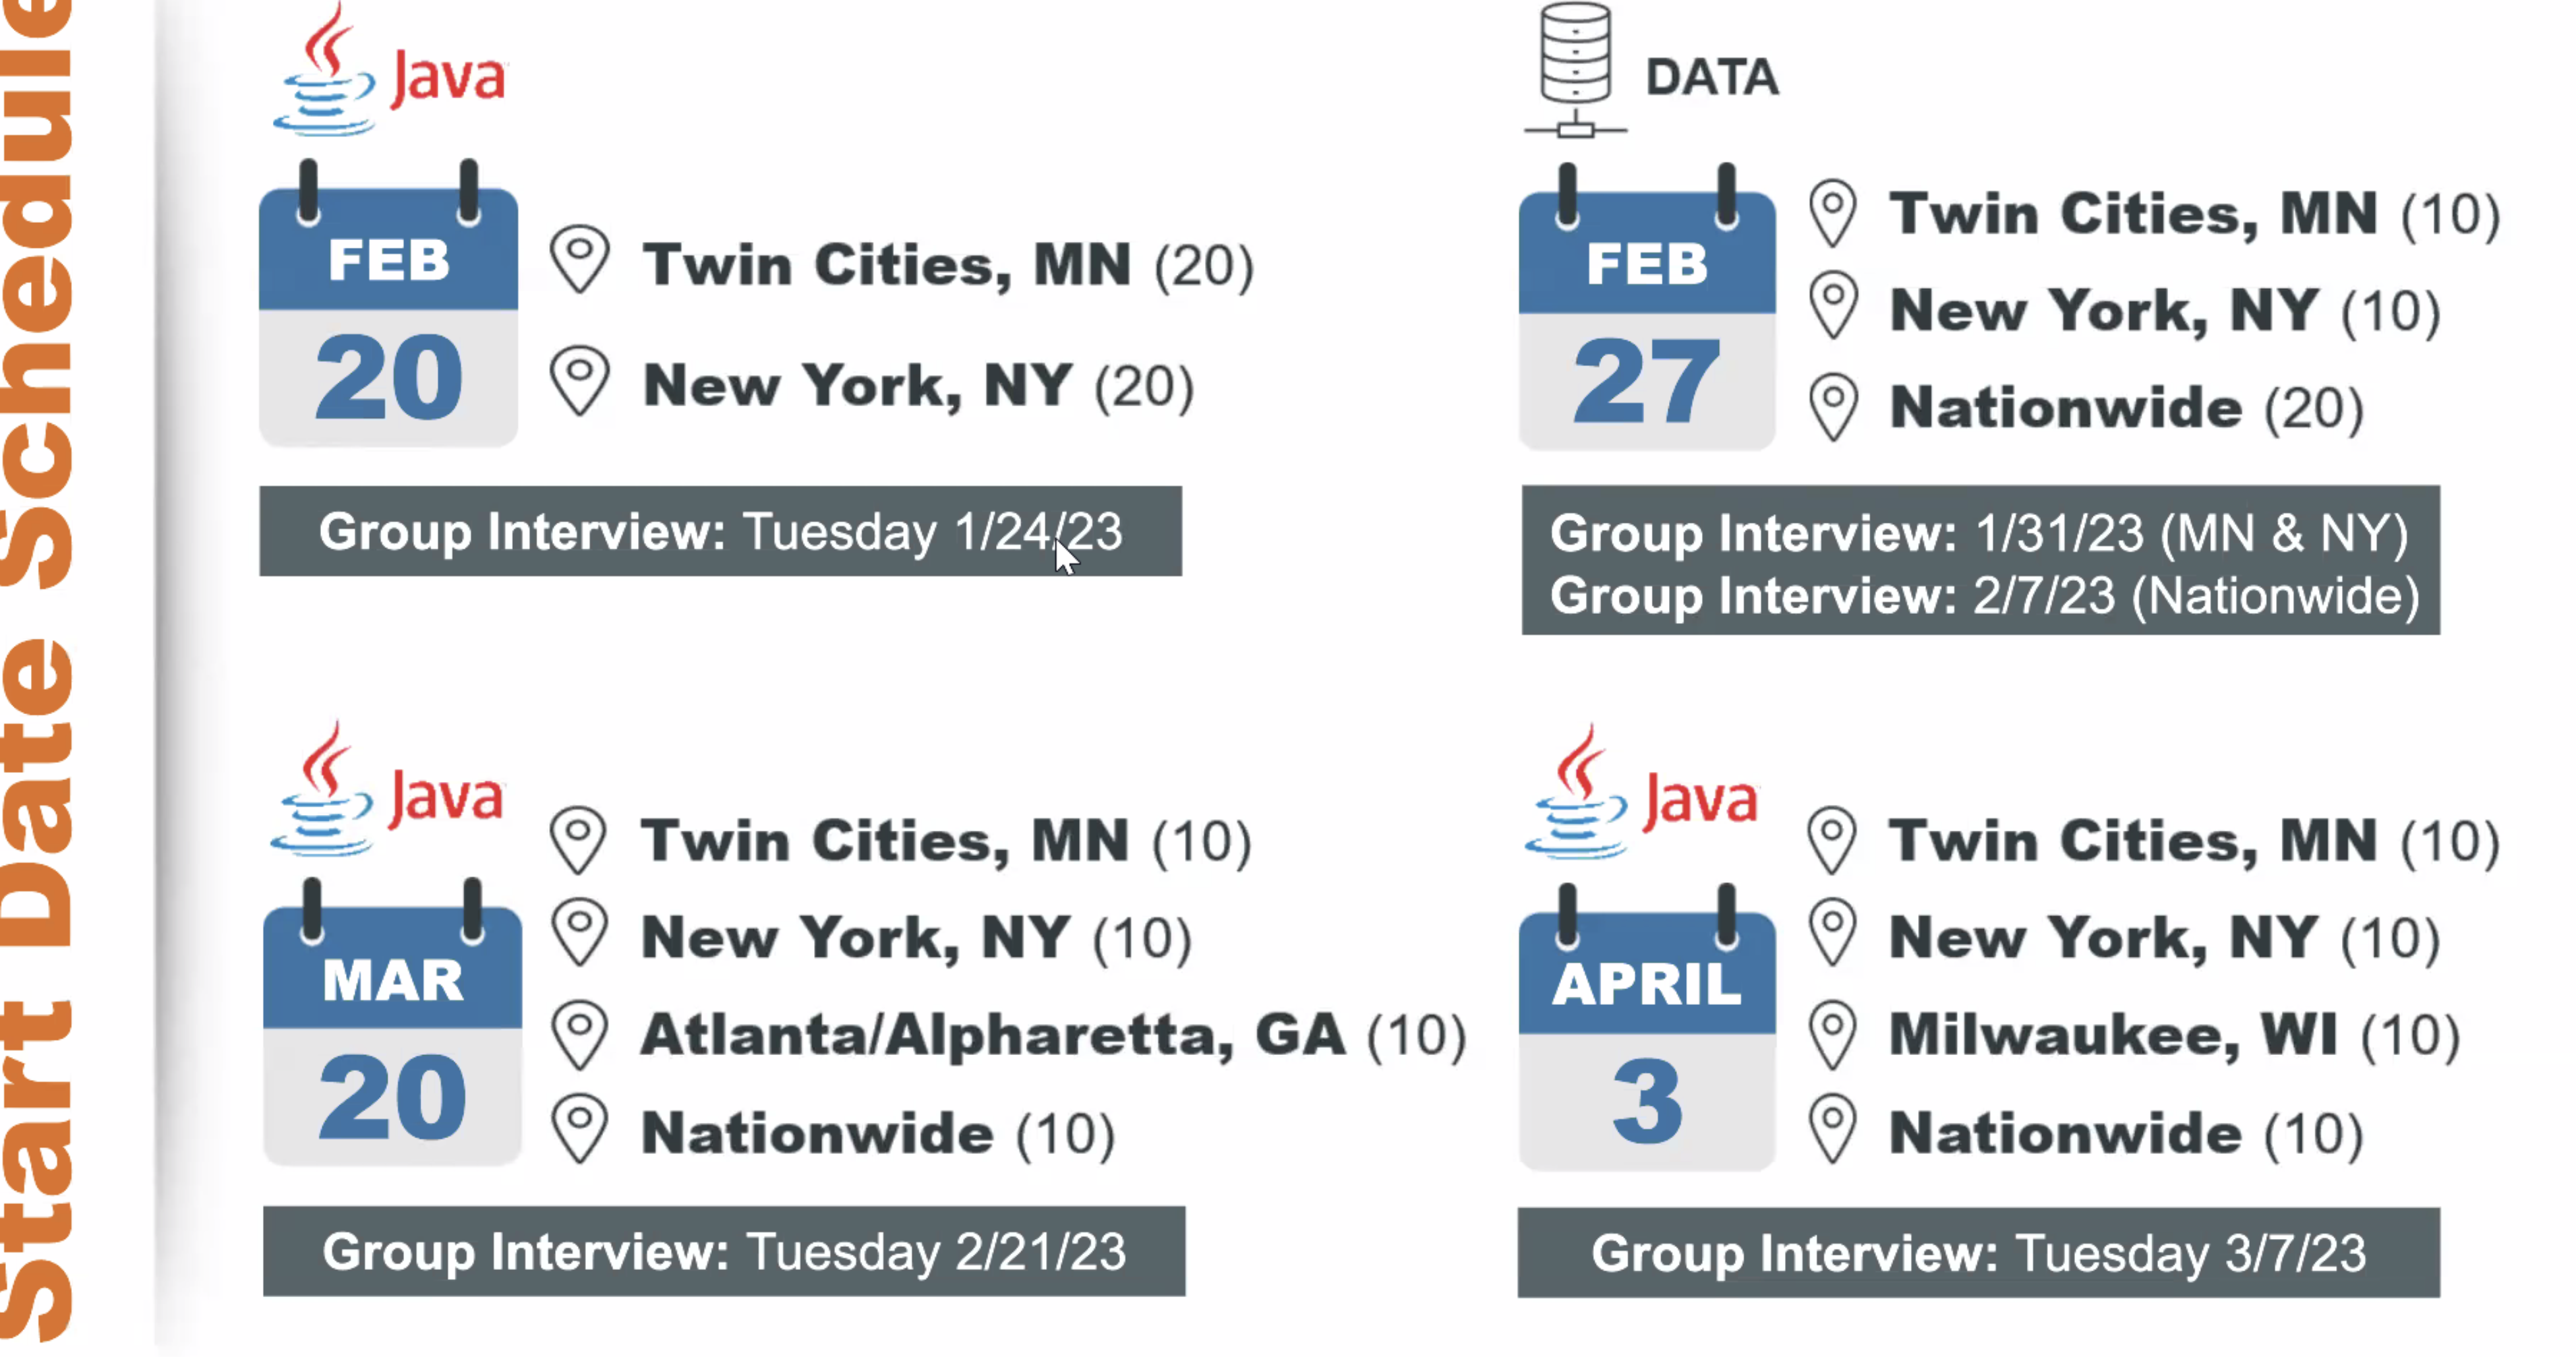 Start Date Schedule
Java
FEB
20
Twin Cities, MN (20)
New York, NY (20)
Group Interview: Tuesday 1/24/23
DATA
FEB
27
Twin Cities, MN (10)
New York, NY (10)
Nationwide (20)
Group Interview: 1/31/23 (MN & NY)
Group Interview: 2/7/23 (Nationwide)
Java
MAR
20
Twin Cities, MN (10)
New York, NY (10)
Atlanta/Alpharetta, GA (10)
Nationwide (10)
Group Interview: Tuesday 2/21/23
Java
APRIL
3
Twin Cities, MN (10)
New York, NY (10)
Milwaukee, WI (10)
Nationwide (10)
Group Interview: Tuesday 3/7/23